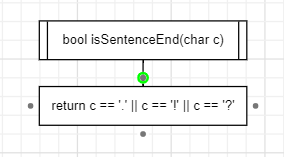 bool isSentenceEnd(char c)
return c == '.' || c == '!' || c == '?'